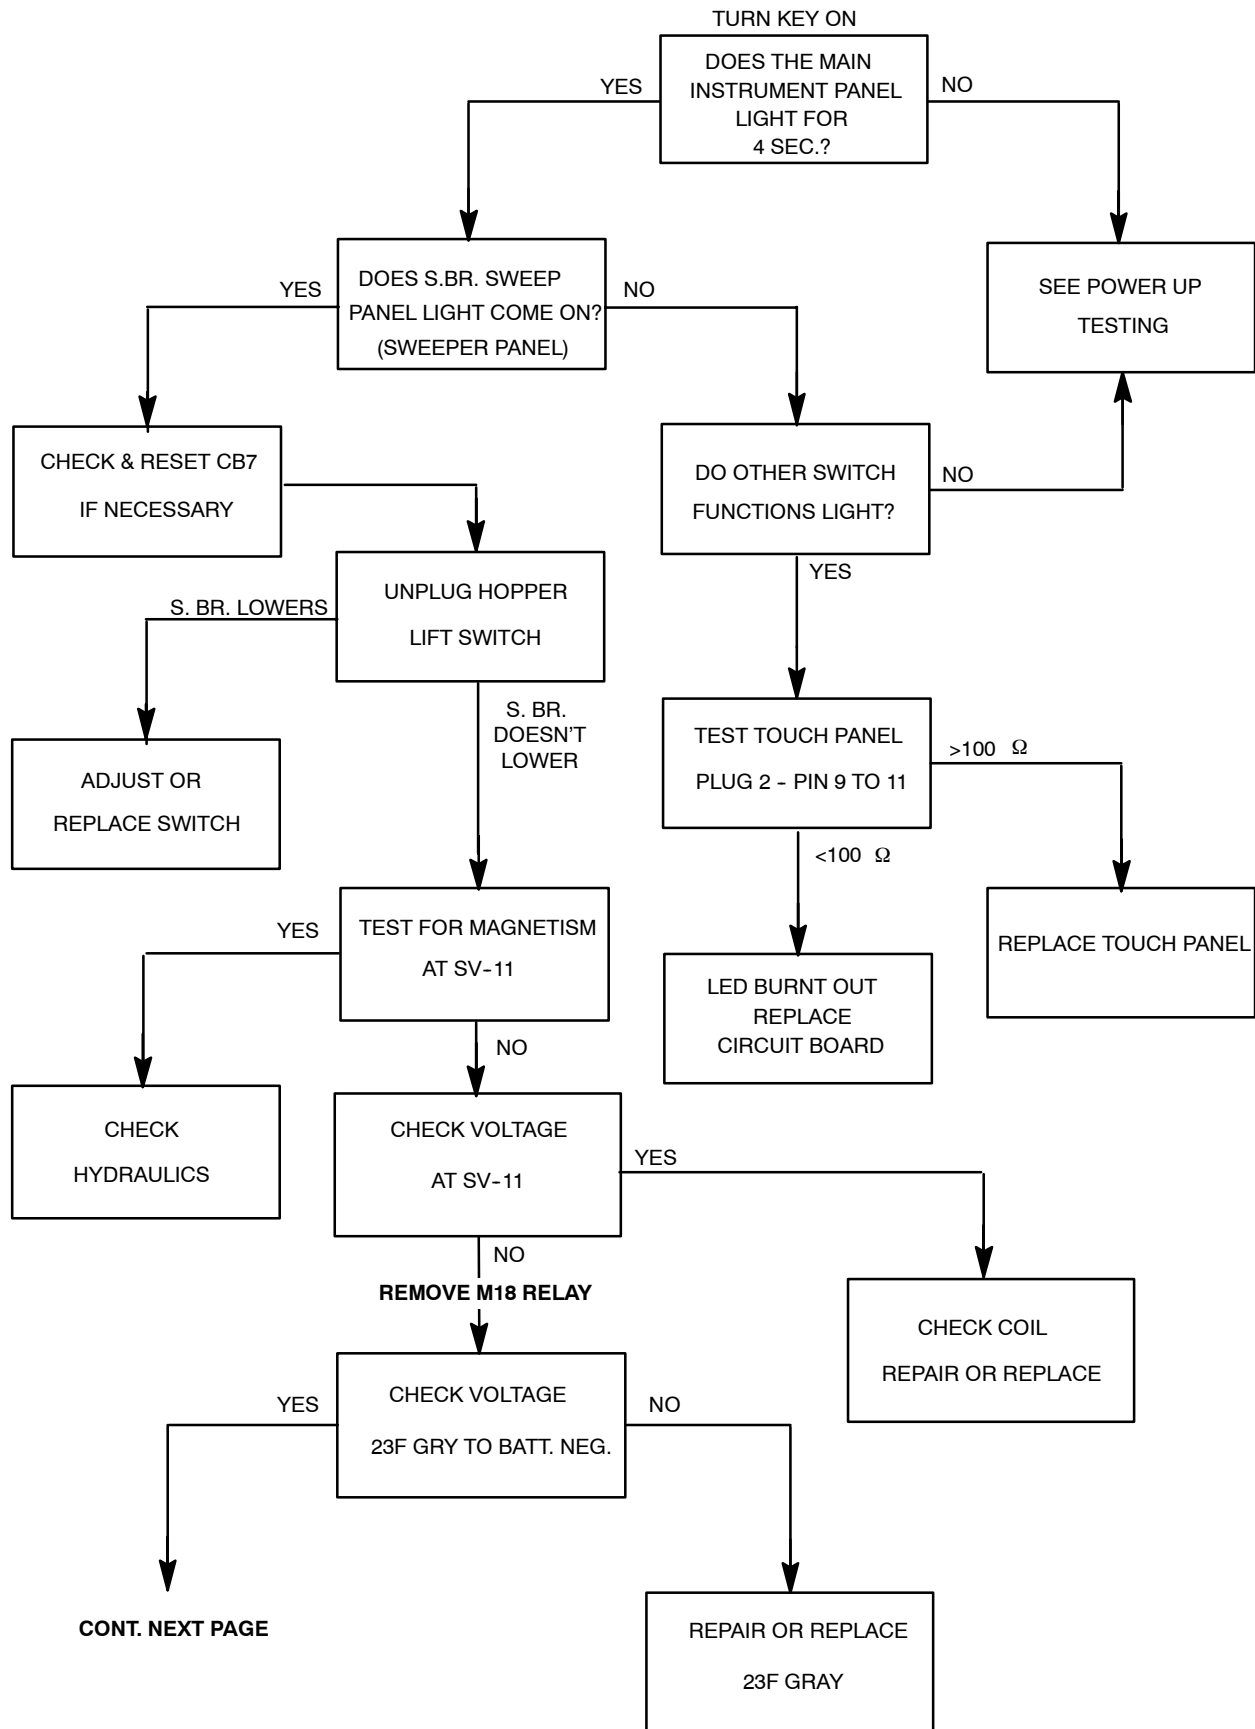 TURN KEY ON
DOES THE MAIN
INSTRUMENT PANEL
LIGHT FOR
4 SEC.?
YES
NO
DOES S.BR. SWEEP
PANEL LIGHT COME ON?
(SWEEPER PANEL)
YES
NO
SEE POWER UP
TESTING
CHECK & RESET CB7
IF NECESSARY
DO OTHER SWITCH
FUNCTIONS LIGHT?
NO
YES
UNPLUG HOPPER
LIFT SWITCH
S. BR. LOWERS
S. BR.
DOESN'T
LOWER
ADJUST OR
REPLACE SWITCH
TEST TOUCH PANEL
PLUG 2 - PIN 9 TO 11
>100 Ω
<100 Ω
REPLACE TOUCH PANEL
LED BURNT OUT
REPLACE
CIRCUIT BOARD
TEST FOR MAGNETISM
AT SV-11
YES
NO
CHECK
HYDRAULICS
CHECK VOLTAGE
AT SV-11
YES
NO
CHECK COIL
REPAIR OR REPLACE
REMOVE M18 RELAY
CHECK VOLTAGE
23F GRY TO BATT. NEG.
YES
NO
CONT. NEXT PAGE
REPAIR OR REPLACE
23F GRAY